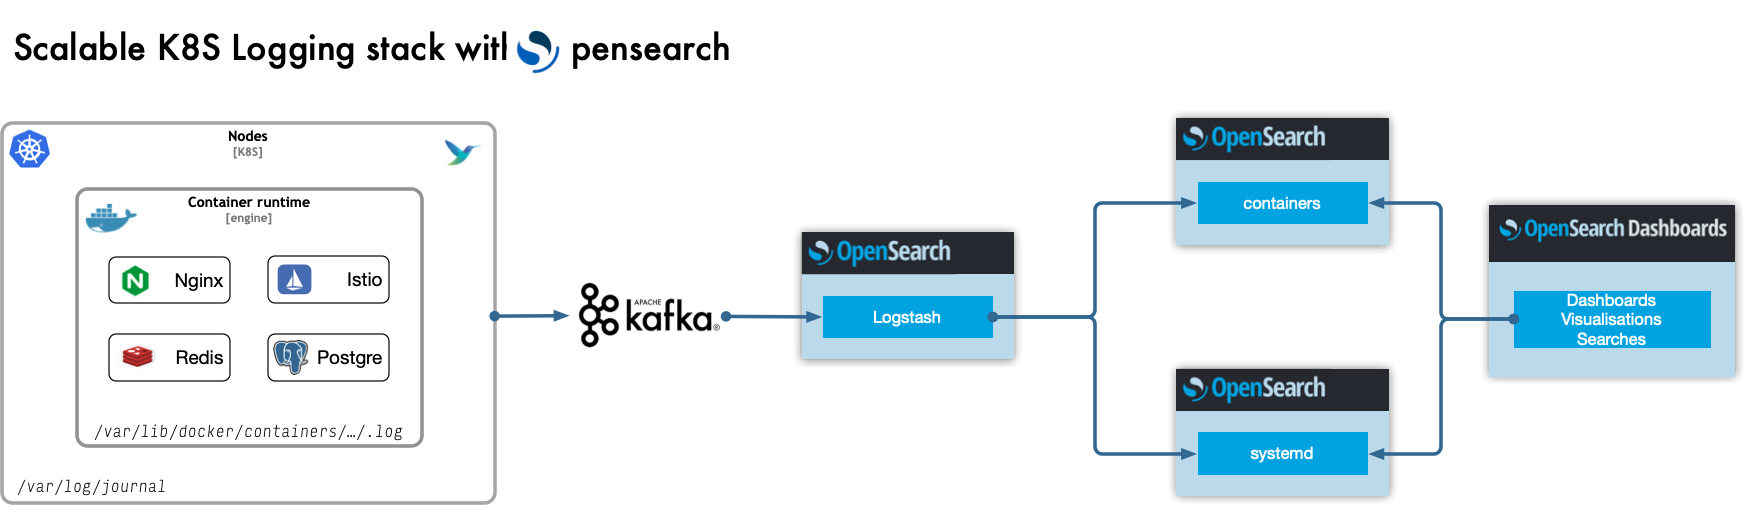 Scalable K8S Logging stack with pensearch
Nodes
[K8S]
Container runtime
[engine]
Nginx
Istio
Redis
Postgre
/var/lib/docker/containers/…/.log
/var/log/journal
APACHE
kafka®
OpenSearch
Logstash
OpenSearch
containers
OpenSearch
systemd
OpenSearch Dashboards
Dashboards
Visualisations
Searches